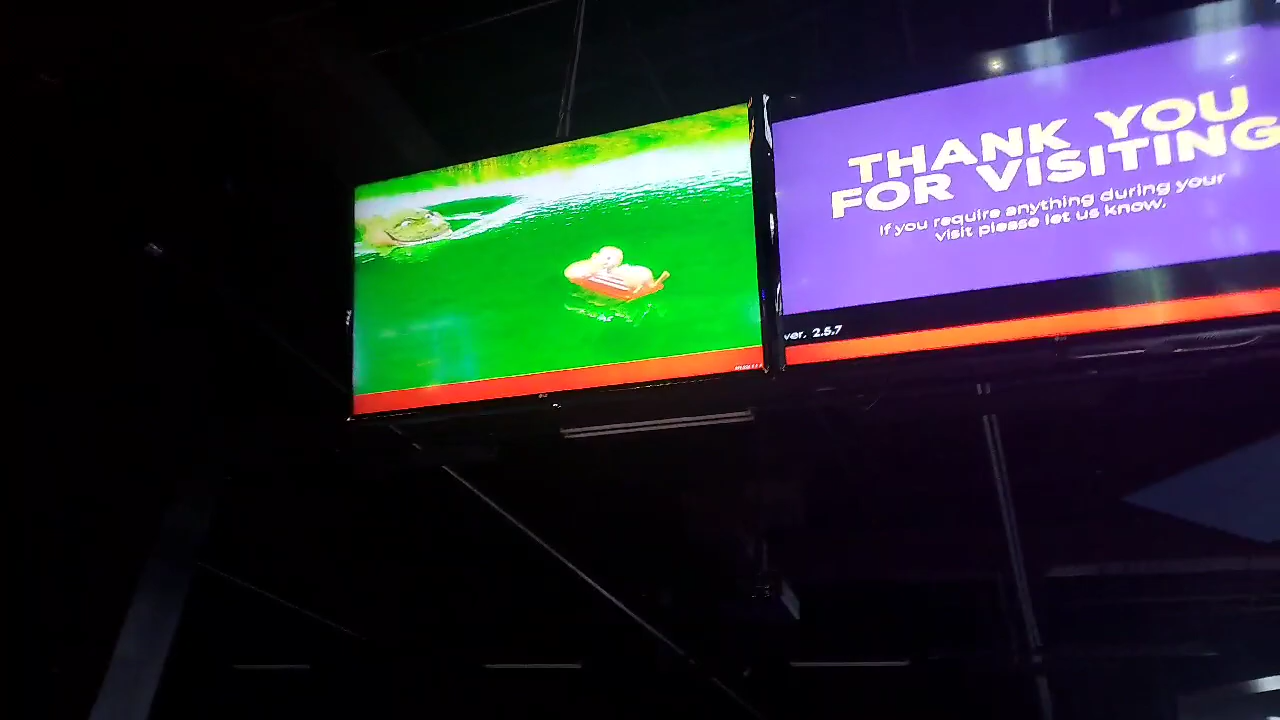 THANK YOU
FOR VISITING
If you require anything during your
visit please let us know.
ver. 2.5.7